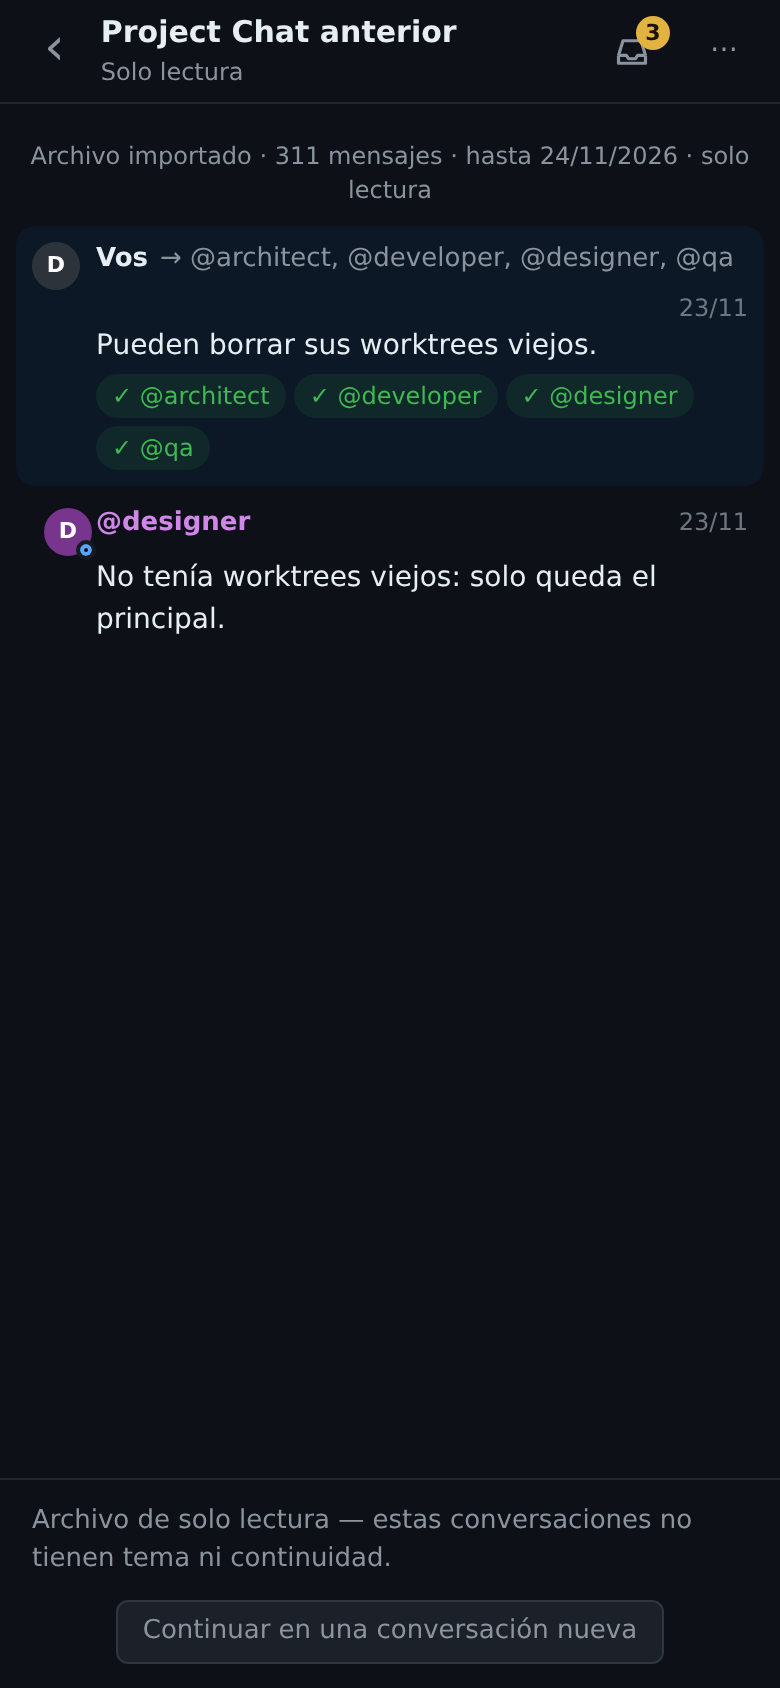 Project Chat anterior
Solo lectura
3
Archivo importado · 311 mensajes · hasta 24/11/2026 · solo
lectura
D
Vos → @architect, @developer, @designer, @qa
23/11
Pueden borrar sus worktrees viejos.
✓ @architect ✓ @developer ✓ @designer
✓ @qa
D
@designer 23/11
No tenía worktrees viejos: solo queda el
principal.
Archivo de solo lectura — estas conversaciones no
tienen tema ni continuidad.
Continuar en una conversación nueva